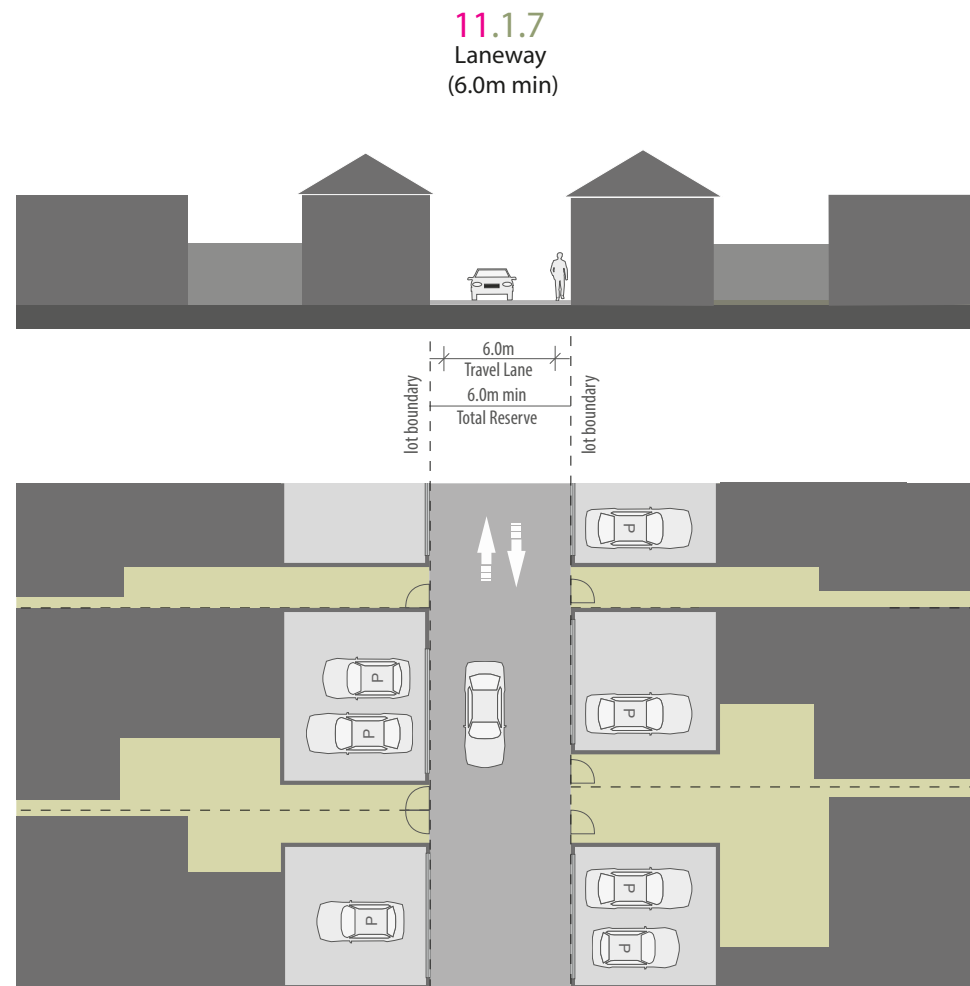 11.1.7
Laneway
(6.0m min)
6.0m
Travel Lane
6.0m min
Total Reserve
lot boundary
lot boundary
P
P
P
P
P
P
P